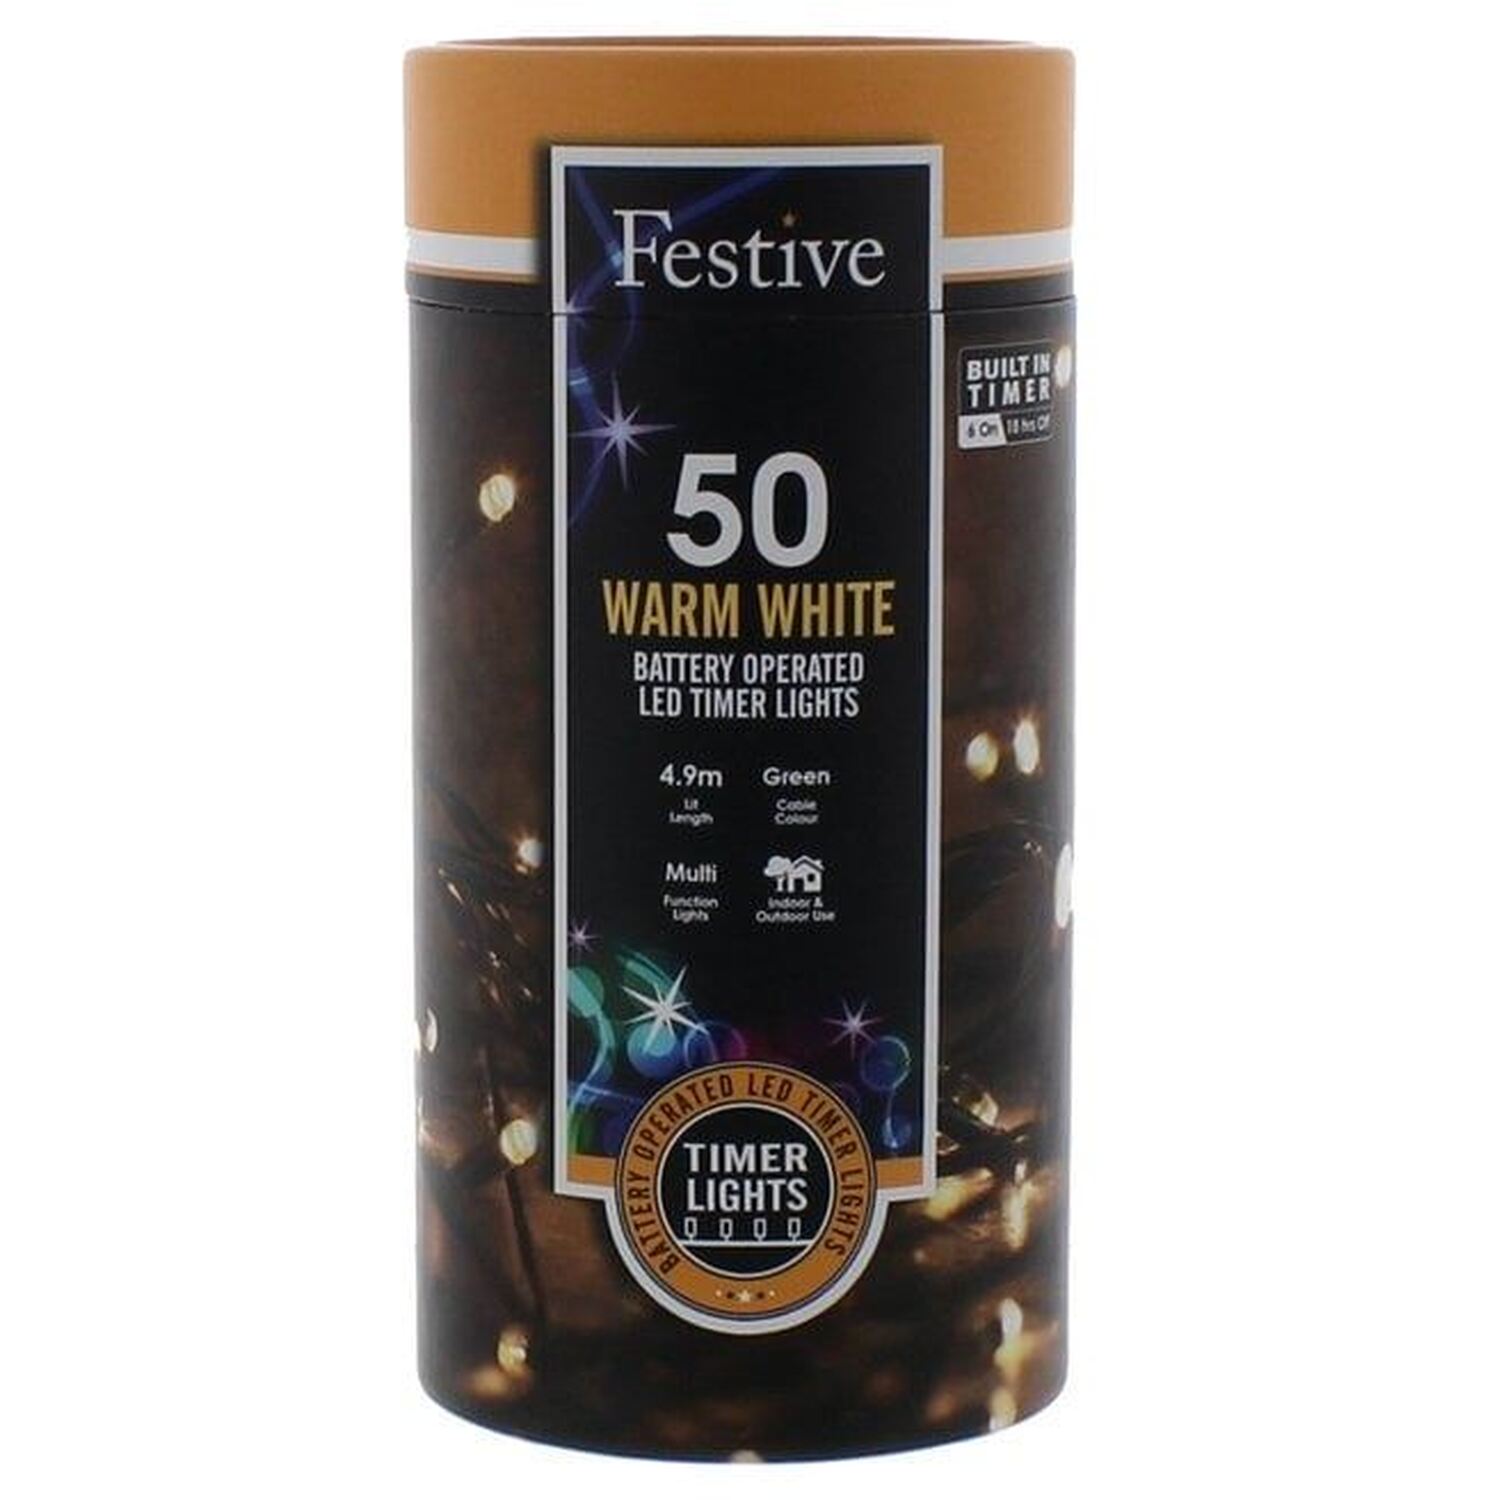 Festive
BUILT IN
TIMER
6 On 18 hrs Off
50
WARM WHITE
BATTERY OPERATED
LED TIMER LIGHTS
4.9m
Lit
Length
Green
Cable
Colour
Multi
Function
Lights
Indoor &
Outdoor Use
BATTERY OPERATED LED TIMER LIGHTS
TIMER
LIGHTS